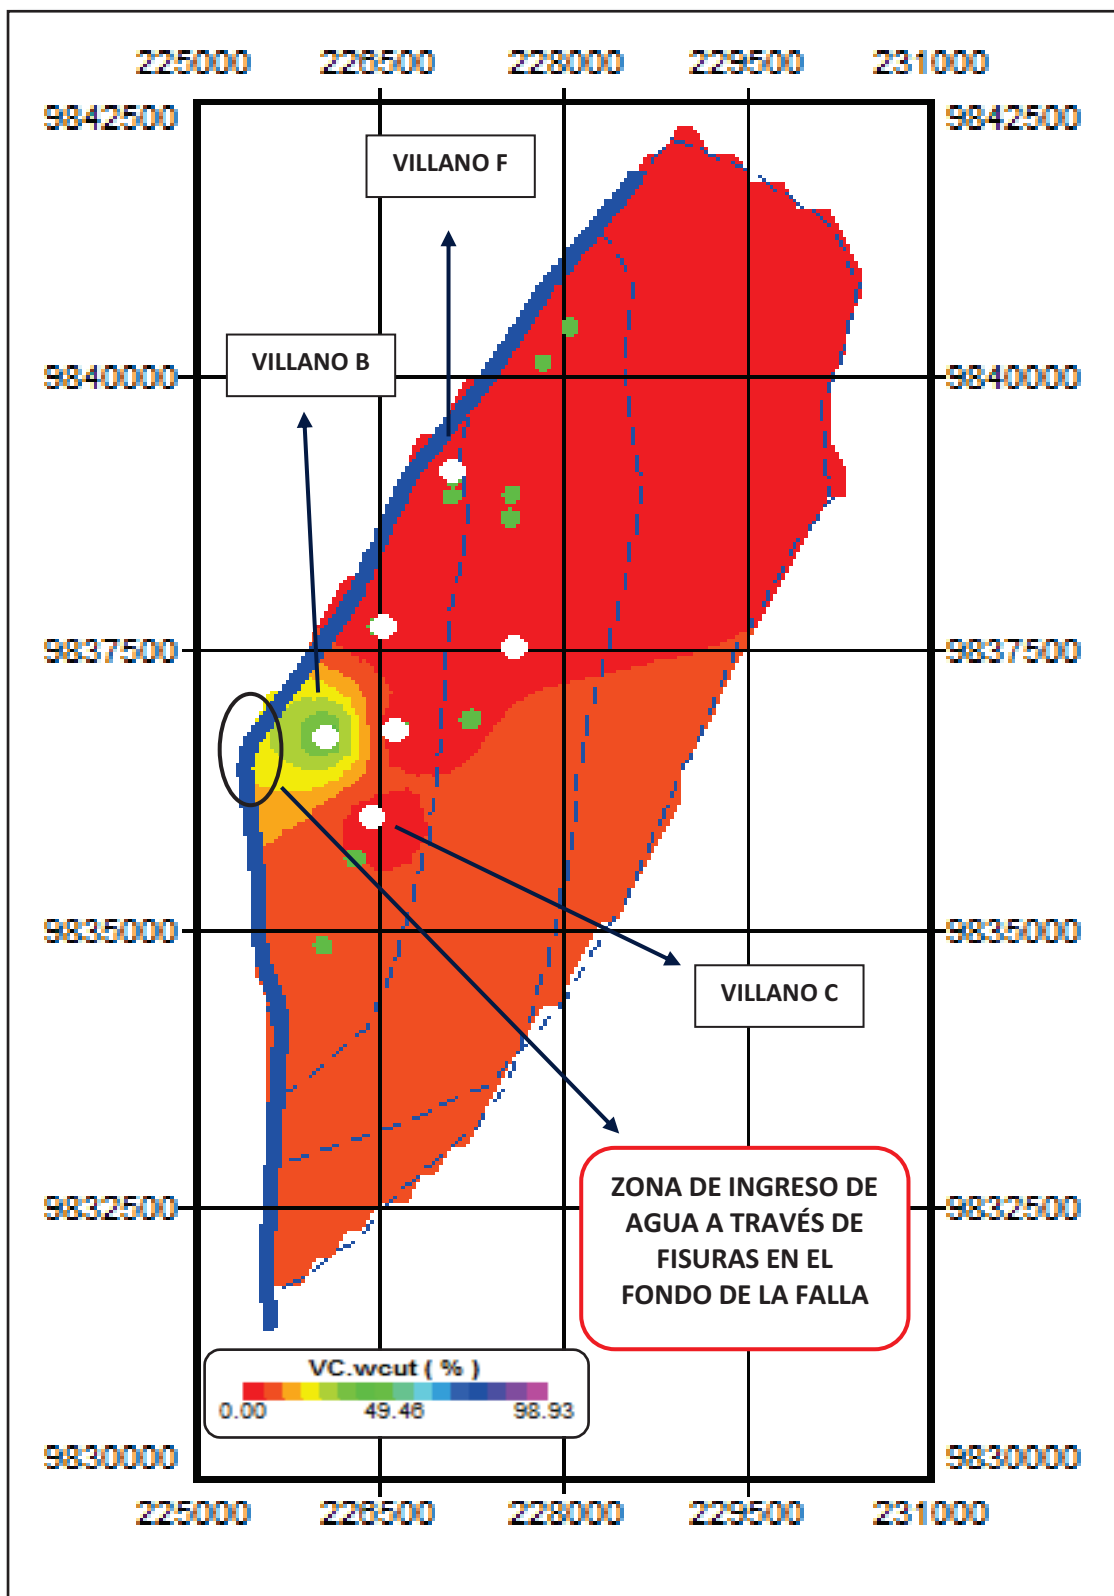 225000 226500 228000 229500 231000
9842500 9842500
VILLANO F
VILLANO B
9840000 9840000
9837500 9837500
9835000 9835000
VILLANO C
ZONA DE INGRESO DE
AGUA A TRAVÉS DE
FISURAS EN EL
FONDO DE LA FALLA
9832500 9832500
VC.wcut ( % )
0.00 49.46 98.93
9830000 9830000
225000 226500 228000 229500 231000